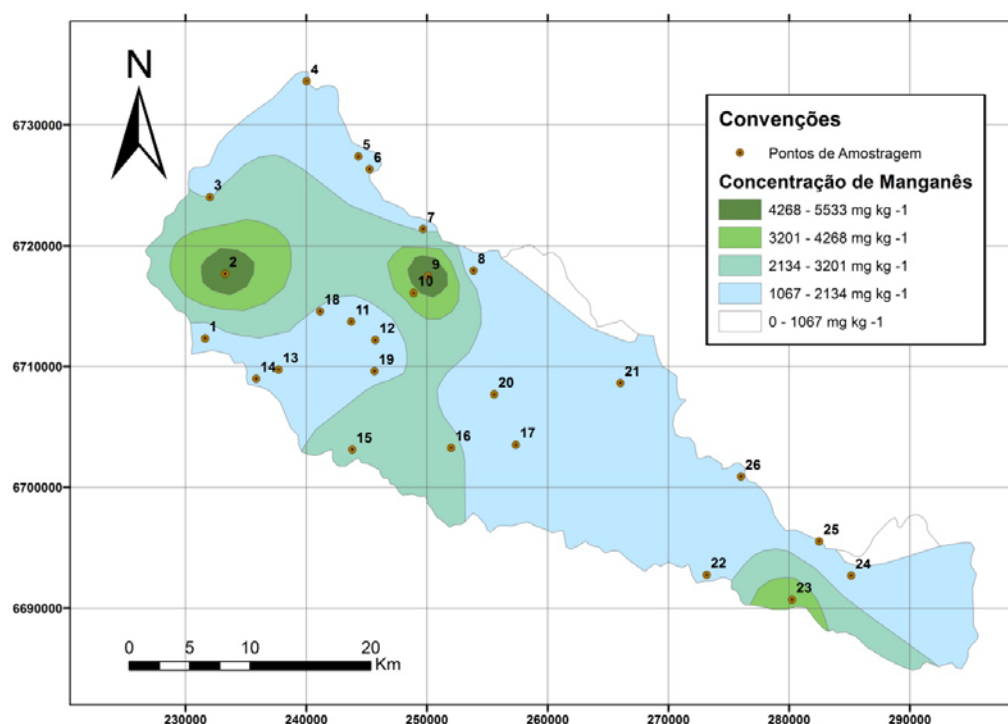 N
4
5
6
3
7
8
2
9
10
18
11
12
1
13
14
19
20
21
15
16
17
26
25
24
22
23
6730000
6720000
6710000
6700000
6690000
Convenções
Pontos de Amostragem
Concentração de Manganês
4268 - 5533 mg kg -1
3201 - 4268 mg kg -1
2134 - 3201 mg kg -1
1067 - 2134 mg kg -1
0 - 1067 mg kg -1
0 5 10 20
Km
230000 240000 250000 260000 270000 280000 290000